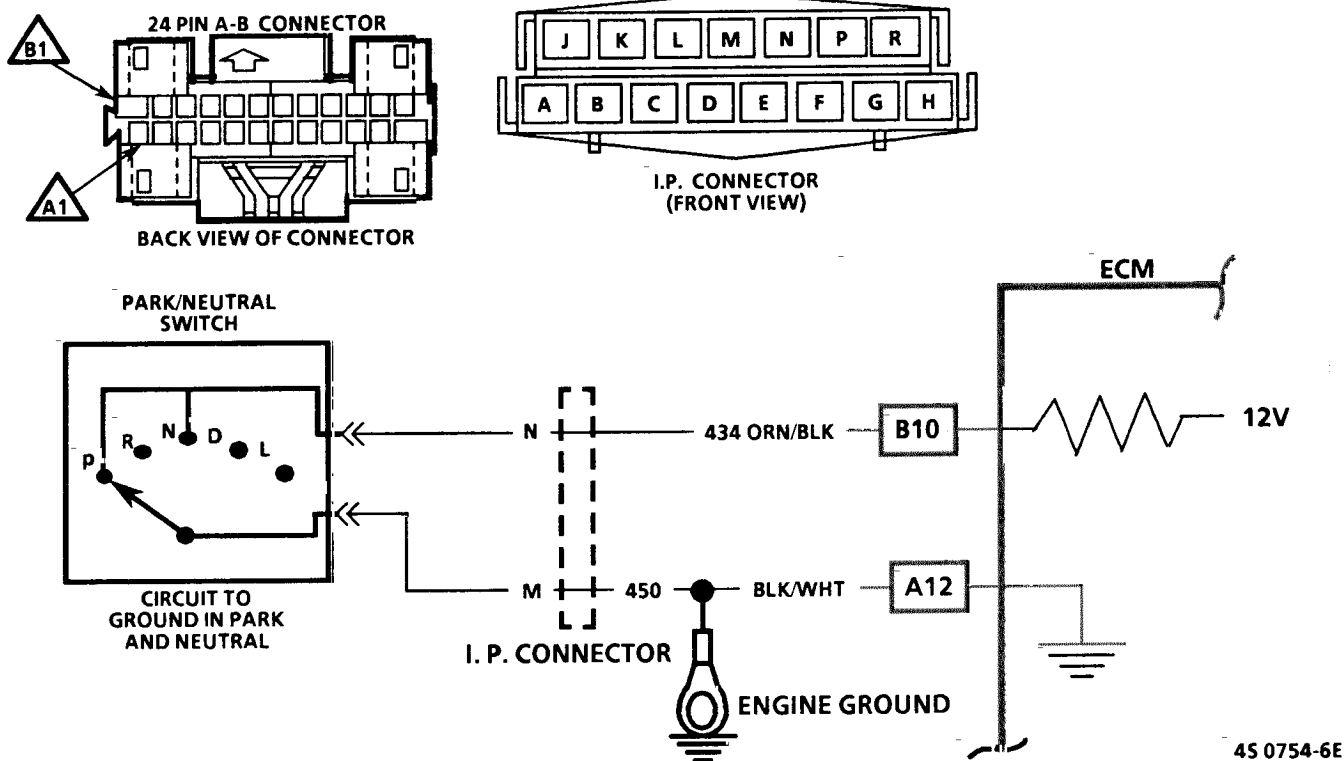 24 PIN A-B CONNECTOR
B1
A1
BACK VIEW OF CONNECTOR
J K L M N P R
A B C D E F G H
I.P. CONNECTOR
(FRONT VIEW)
ECM
PARK/NEUTRAL
SWITCH
P R N D L
N 434 ORN/BLK B10 12V
M 450 BLK/WHT A12
CIRCUIT TO
GROUND IN PARK
AND NEUTRAL
I. P. CONNECTOR
ENGINE GROUND
4S 0754-6E